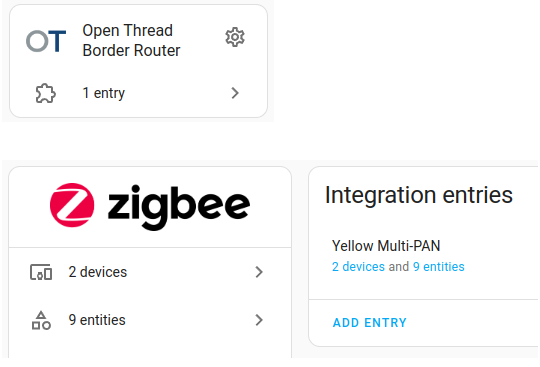 OT
Open Thread
Border Router
1 entry
zigbee
2 devices
9 entities
Integration entries
Yellow Multi-PAN
2 devices and 9 entities
ADD ENTRY